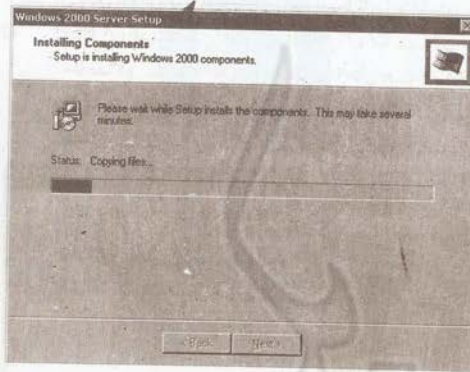 Windows 2000 Server Setup
Installing Components
Setup is installing Windows 2000 components.
Please wait while Setup installs the components. This may take several
minutes.
Status: Copying files...
< Back
Next >